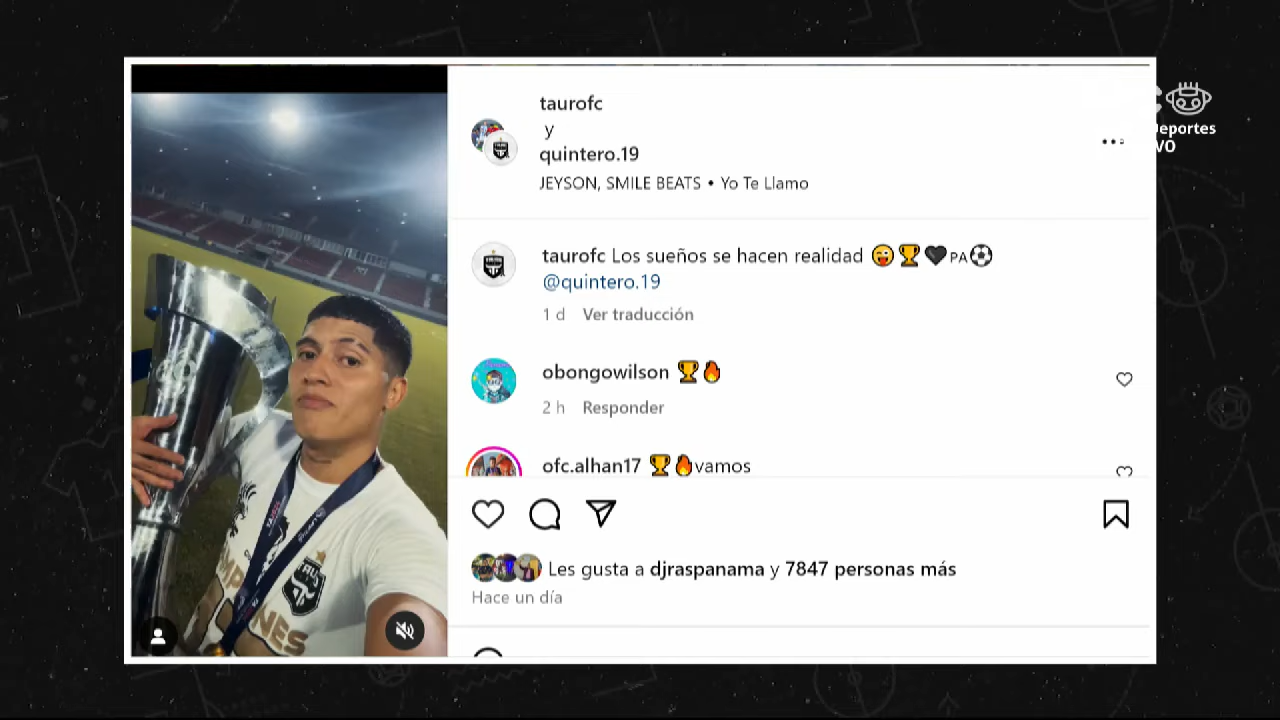 taurofc
y
quintero.19
JEYSON, SMILE BEATS • Yo Te Llamo
taurofc Los sueños se hacen realidad 😜🏆🖤PA⚽
@quintero.19
1 d Ver traducción
obongowilson 🏆🔥
2 h Responder
ofc.alhan17 🏆🔥vamos
Les gusta a djraspanama y 7847 personas más
Hace un día